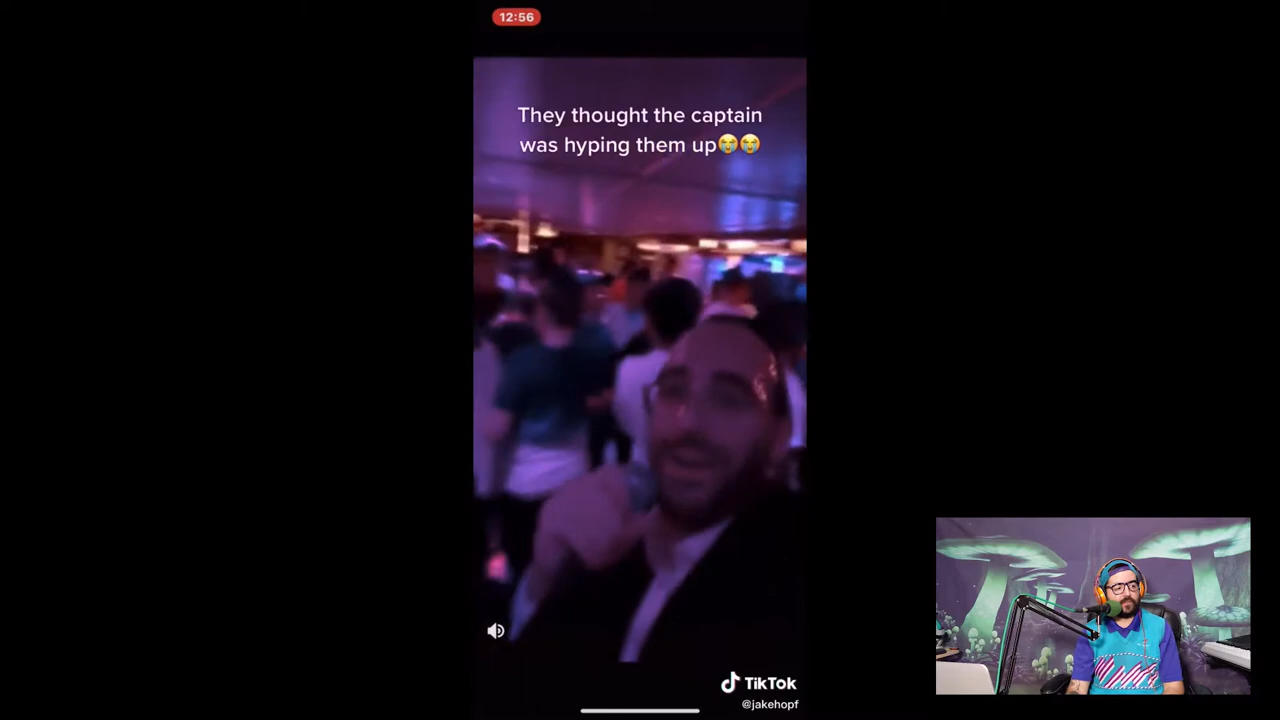 12:56
They thought the captain
was hyping them up😭😭
TikTok
@jakehopf